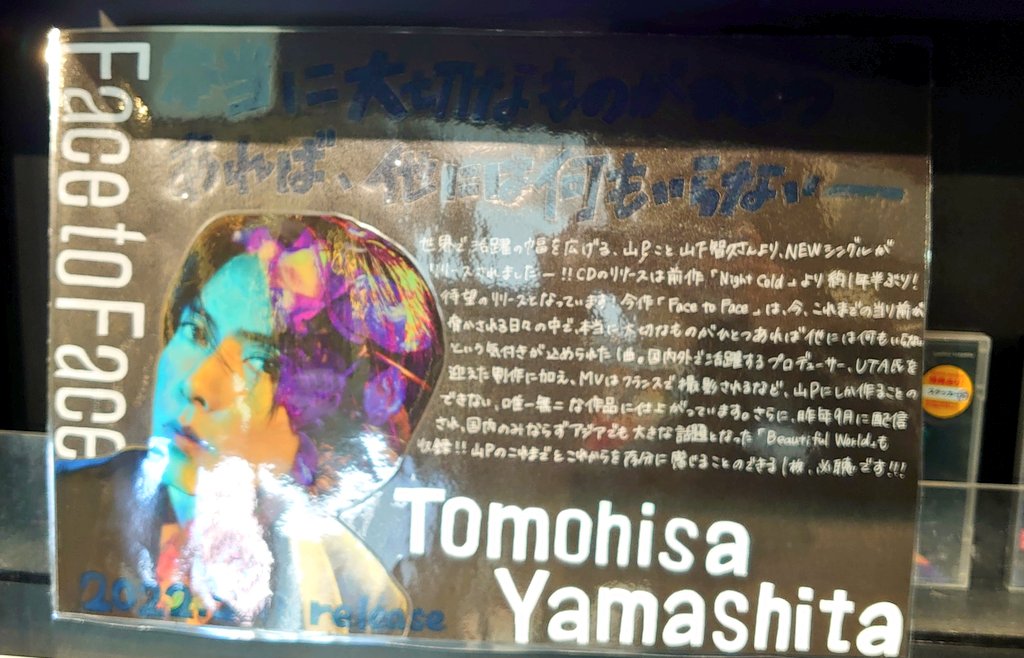 Face to Face
本当に大切なものがひとつ
あれば、他には何もいらない—
世界で活躍の幅を広げる、山Pこと山下智久さんより、NEWシングルが
リリースされましたー!!CDのリリースは前作「Night Cold」より約1年半ぶり!
待望のリリースとなっています!今作「Face to Face」は、今、これまでの当り前が
脅かされる日々の中で、本当に大切なものがひとつあれば他には何もいらない
という気付きが込められた1曲。国内外で活躍するプロデューサー、UTA氏を
迎えた制作に加え、MVはフランスで撮影されるなど、山Pにしか作ることの
できない、唯一無二な作品に仕上がっています。さらに、昨年9月に配信
され、国内のみならずアジアでも大きな話題となった「Beautiful World」も
収録!!山Pのこれまでとこれからを存分に感じることのできる1枚、必聴です!!!
Tomohisa
Yamashita
2022.2 release